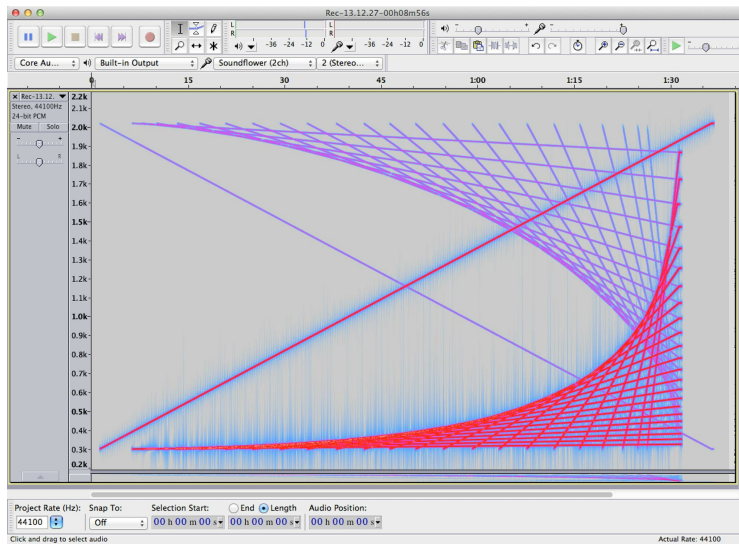 Rec-13.12.27-00h08m56s
L
R
-36 -24 -12 0
L
R
-36 -24 -12 0
Core Au... Built-in Output Soundflower (2ch) 2 (Stereo...
0 15 30 45 1:00 1:15 1:30
Rec-13.12.
Stereo, 44100Hz
24-bit PCM
Mute Solo
- +
L R
2.2k
2.1k
2.0k
1.9k
1.8k
1.7k
1.6k
1.5k
1.4k
1.3k
1.2k
1.1k
1.0k
0.9k
0.8k
0.7k
0.6k
0.5k
0.4k
0.3k
0.2k
Project Rate (Hz): Snap To: Selection Start: End Length Audio Position:
44100 Off 00 h 00 m 00 s 00 h 00 m 00 s 00 h 00 m 00 s
Click and drag to select audio Actual Rate: 44100